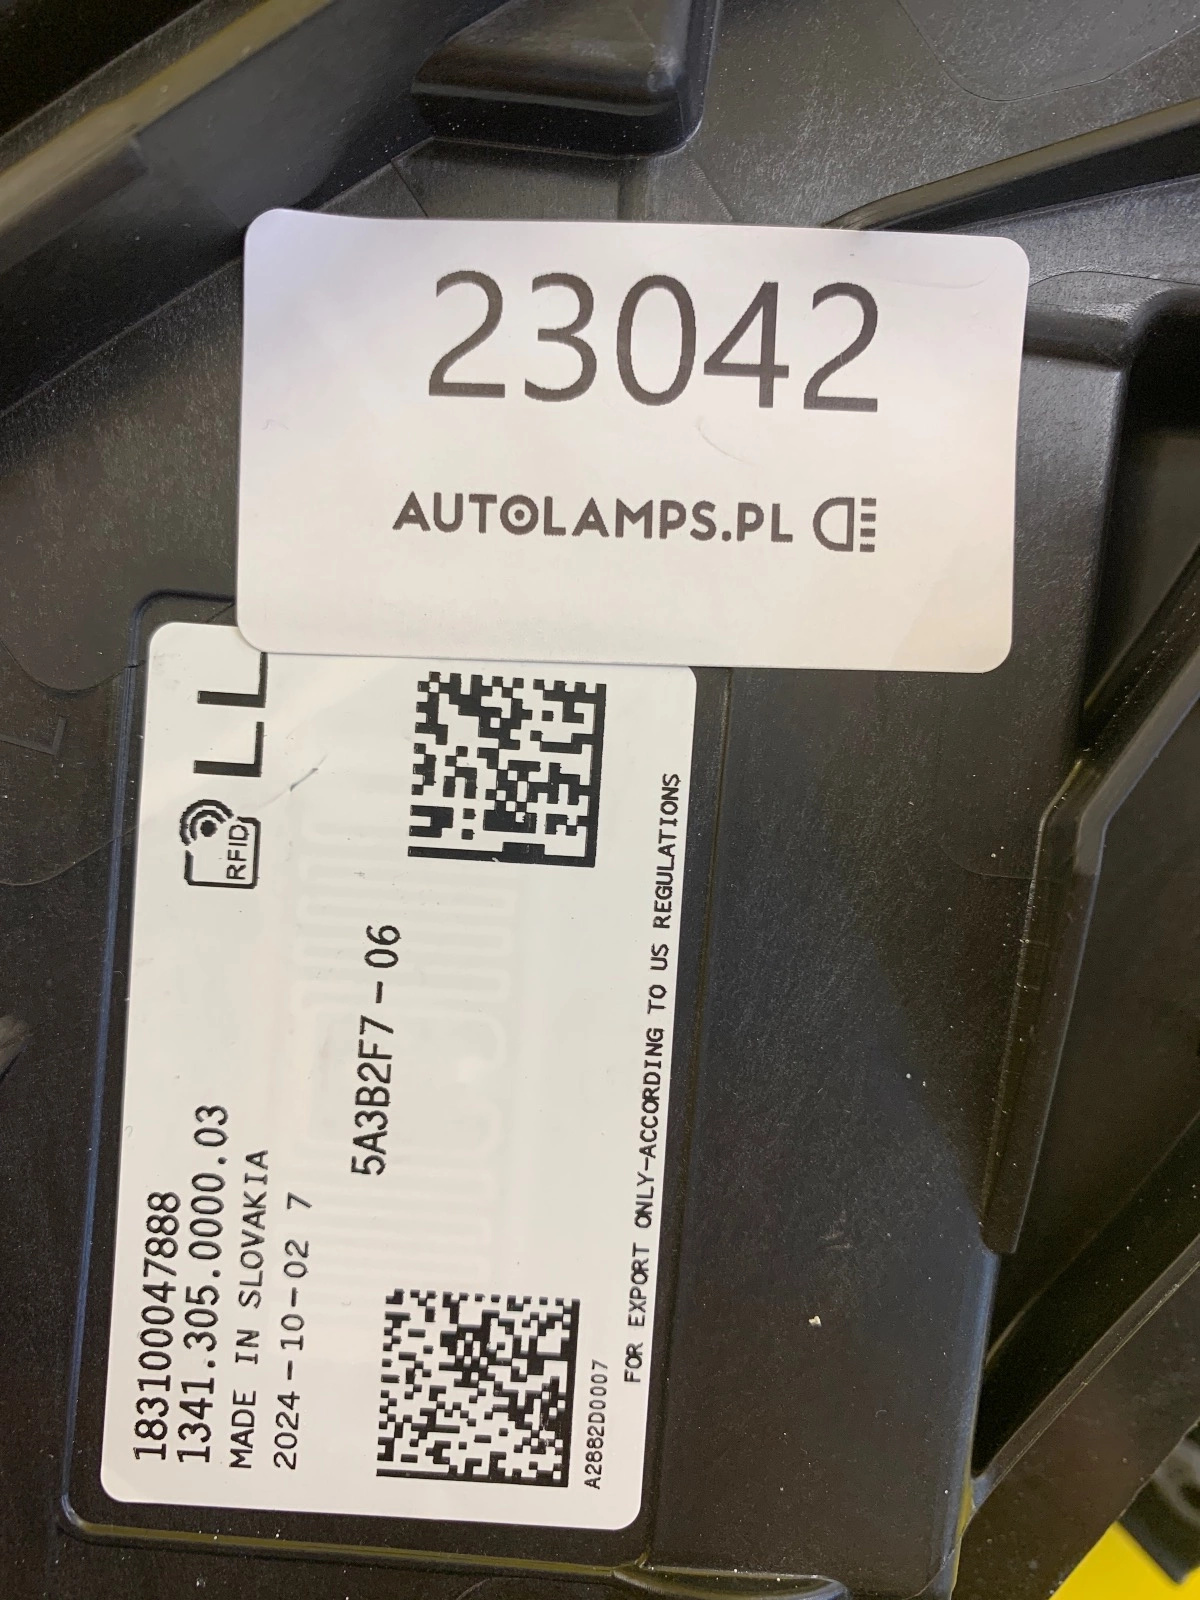 23042
AUTOLAMPS.PL
LL
RFID
183100047888
1341.305.0000.03
MADE IN SLOVAKIA
2024-10-02 7
5A3B2F7-06
A2882D0007
FOR EXPORT ONLY-ACCORDING TO US REGULATIONS